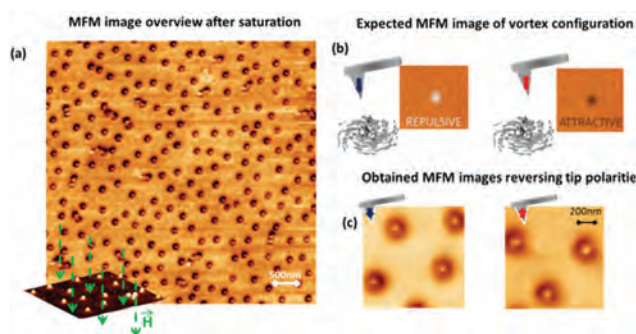 MFM image overview after saturation
(a)
500nm
H
Expected MFM image of vortex configuration
(b)
REPULSIVE
ATTRACTIVE
Obtained MFM images reversing tip polarities
(c)
200nm